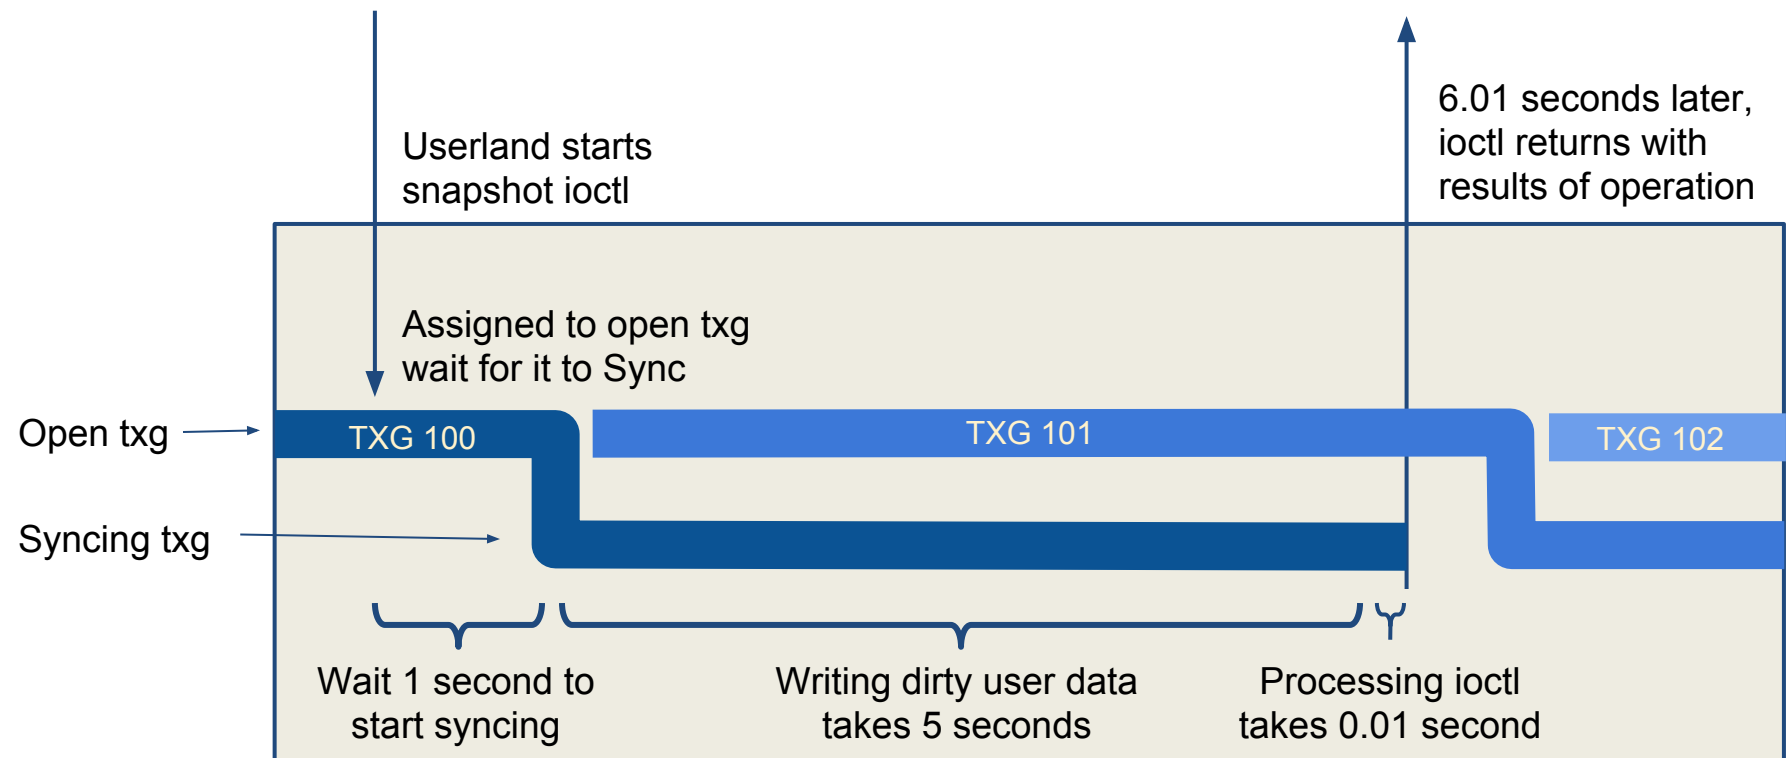 6.01 seconds later,
ioctl returns with
results of operation
Userland starts
snapshot ioctl
Assigned to open txg
wait for it to Sync
Open txg
TXG 100
TXG 101
TXG 102
Syncing txg
Wait 1 second to
start syncing
Writing dirty user data
takes 5 seconds
Processing ioctl
takes 0.01 second